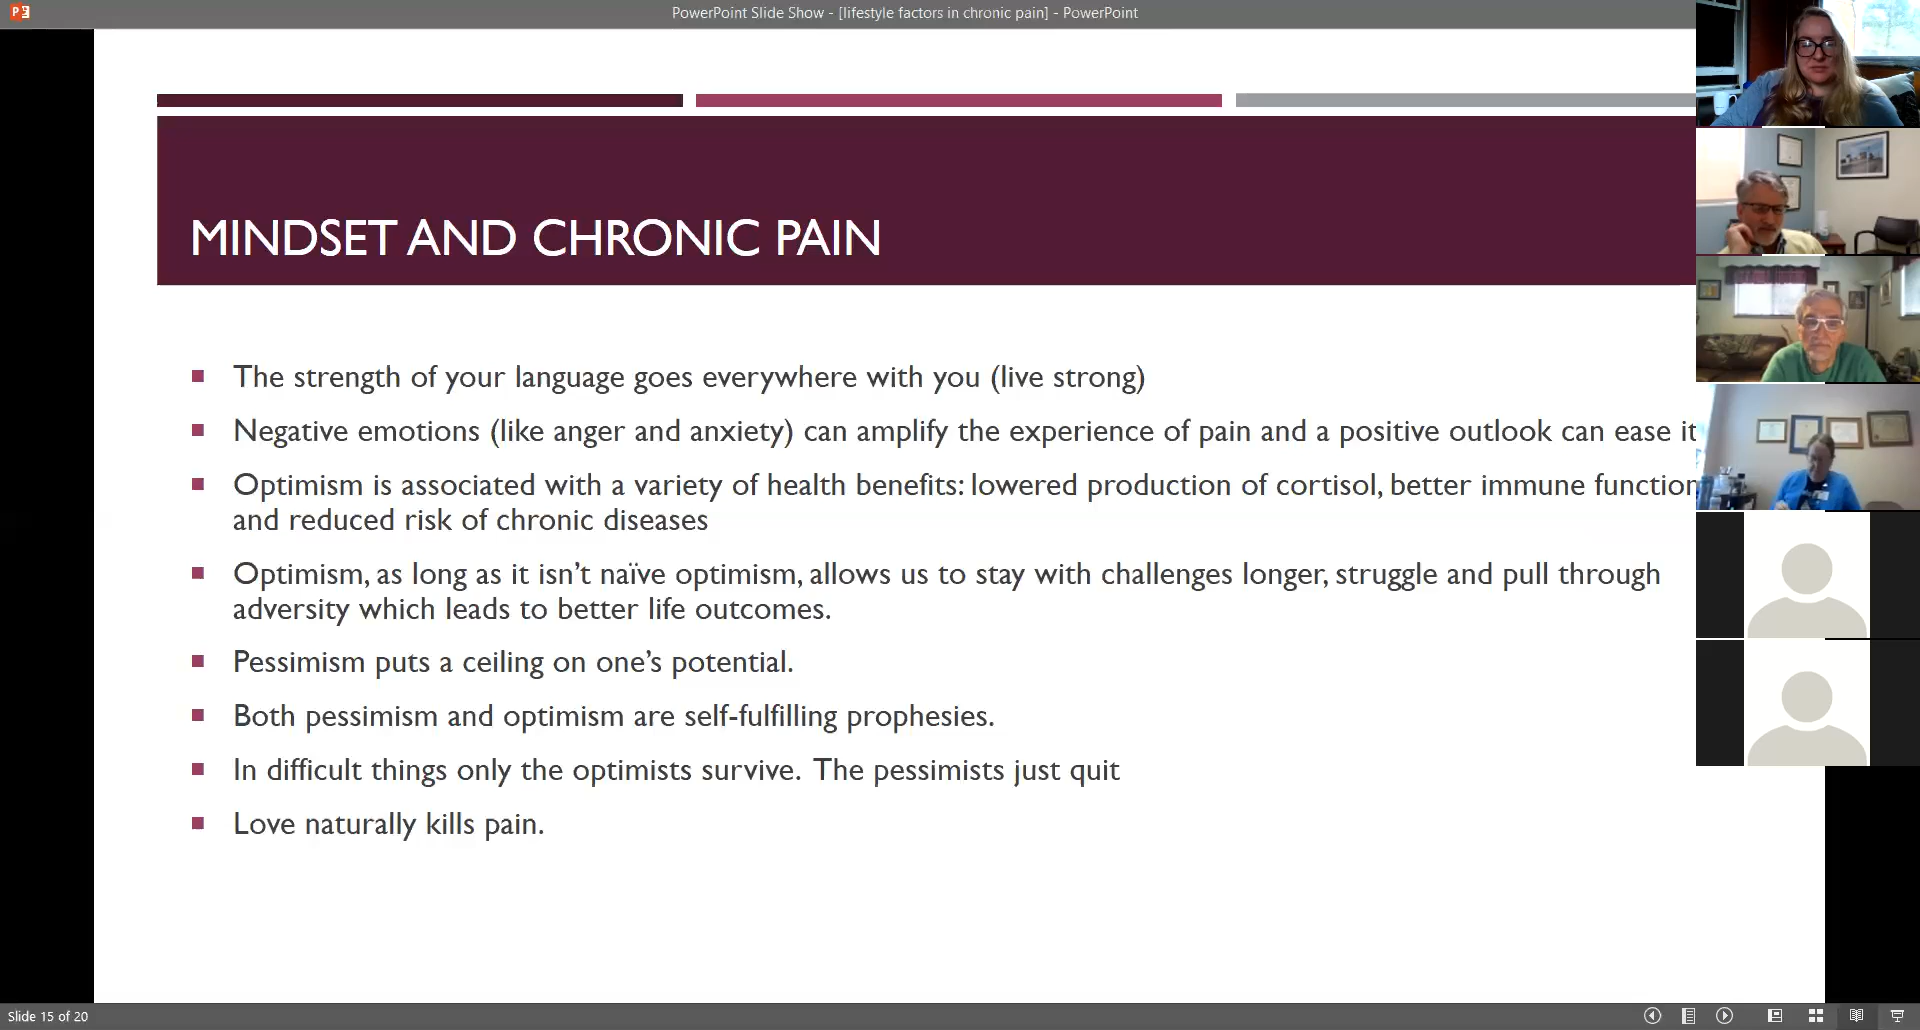 PowerPoint Slide Show - [lifestyle factors in chronic pain] - PowerPoint
MINDSET AND CHRONIC PAIN
The strength of your language goes everywhere with you (live strong)
Negative emotions (like anger and anxiety) can amplify the experience of pain and a positive outlook can ease it
Optimism is associated with a variety of health benefits: lowered production of cortisol, better immune function
and reduced risk of chronic diseases
Optimism, as long as it isn’t naïve optimism, allows us to stay with challenges longer, struggle and pull through
adversity which leads to better life outcomes.
Pessimism puts a ceiling on one’s potential.
Both pessimism and optimism are self-fulfilling prophesies.
In difficult things only the optimists survive. The pessimists just quit
Love naturally kills pain.
Slide 15 of 20